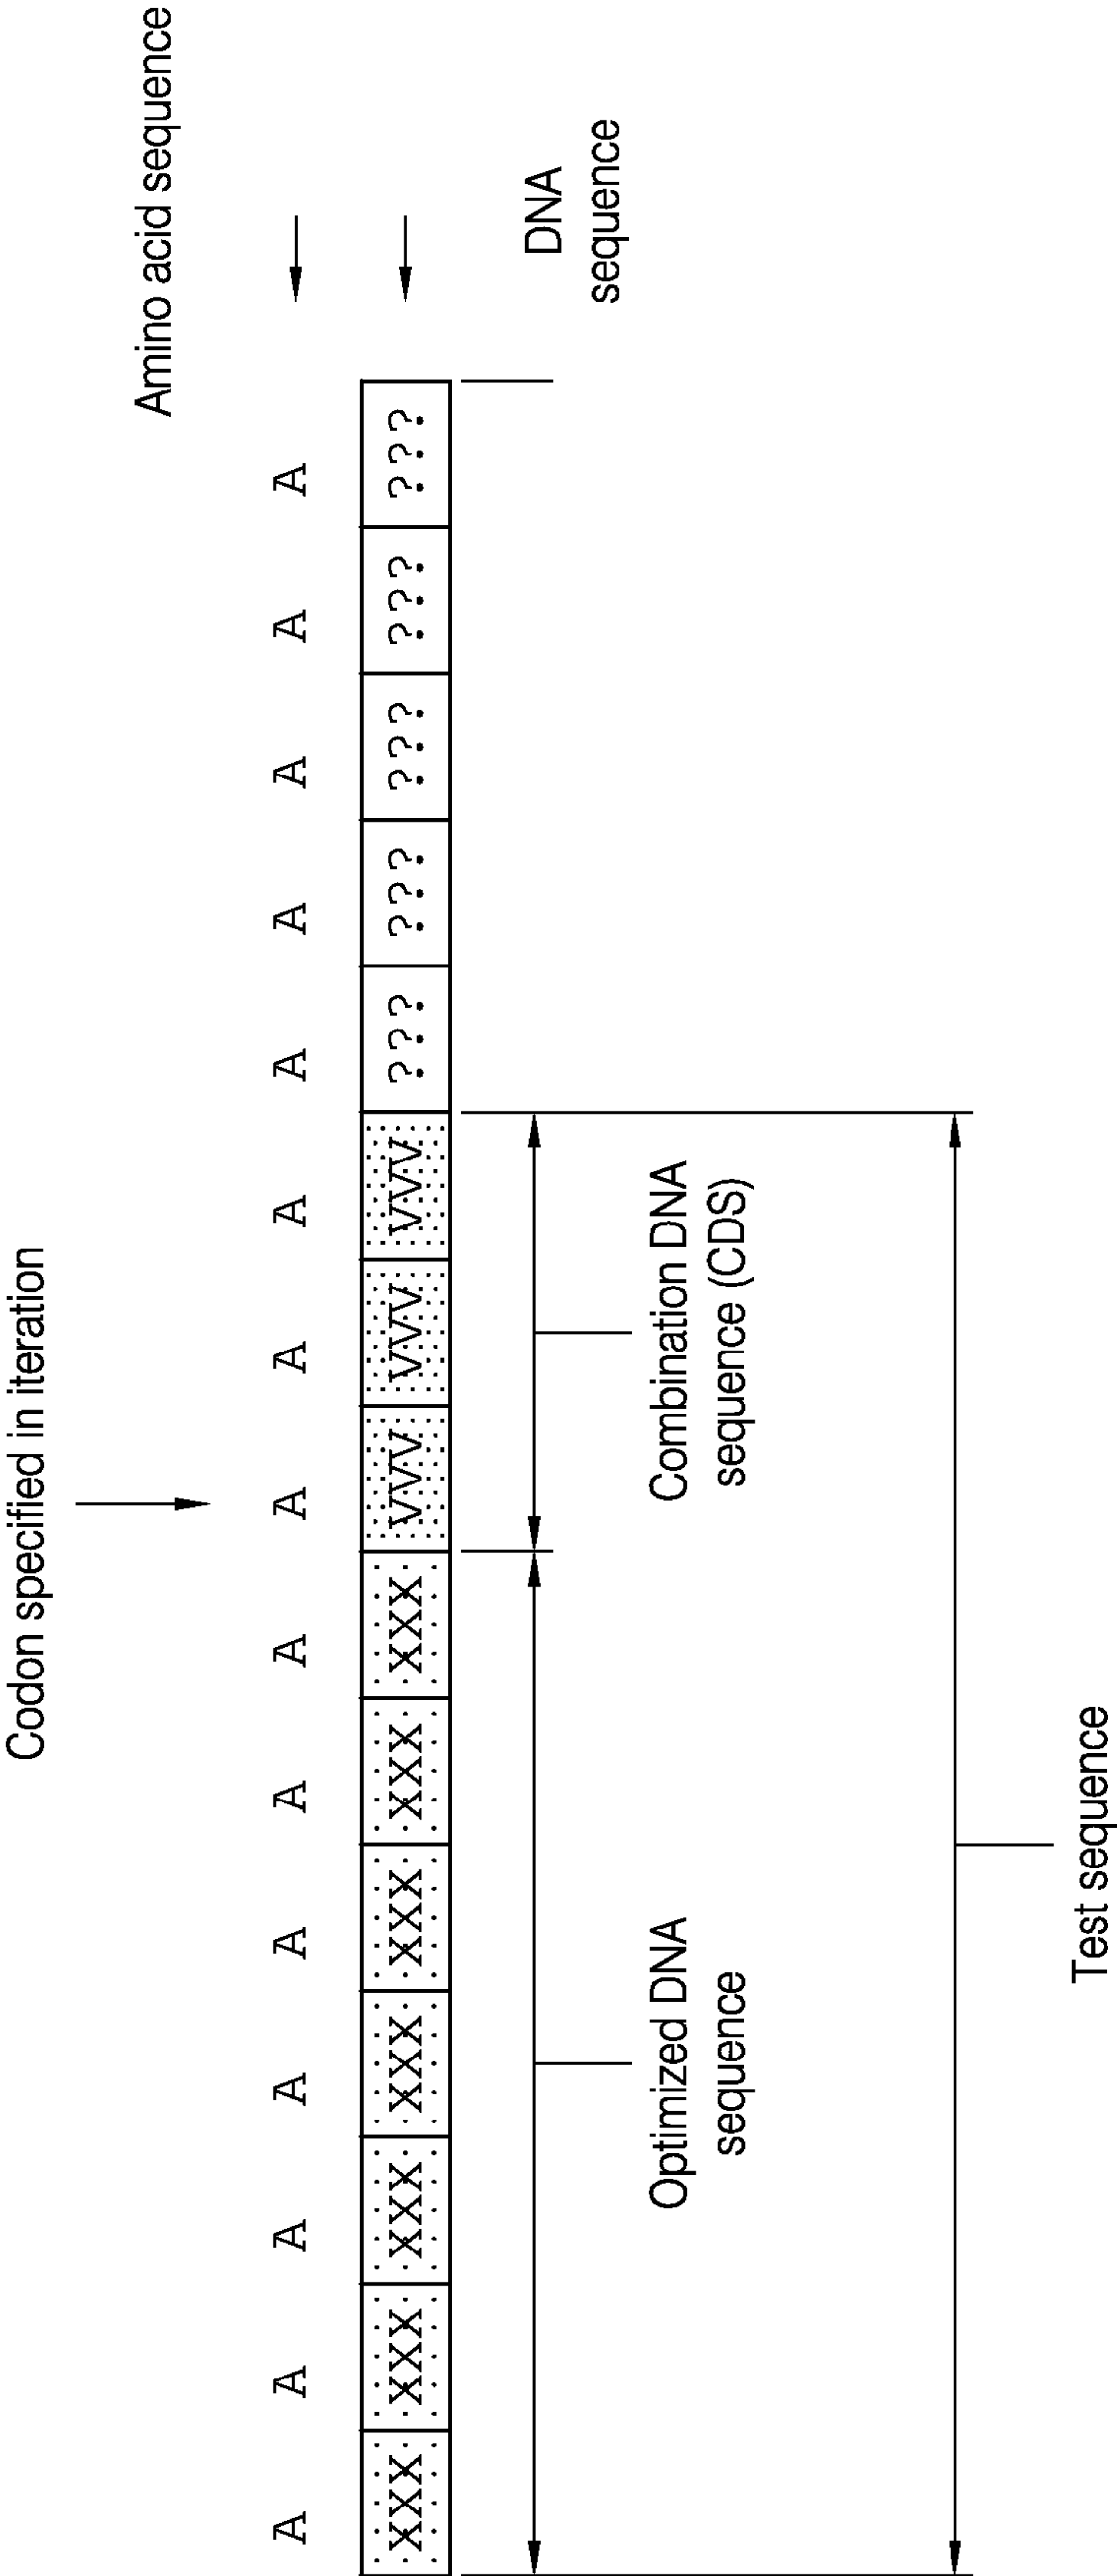 Codon specified in iteration
Amino acid sequence
A A A A A A A A A A A A A A A
XXX XXX XXX XXX XXX XXX XXX VVV VVV VVV ??? ??? ??? ??? ???
Optimized DNA
sequence
Combination DNA
sequence (CDS)
DNA
sequence
Test sequence